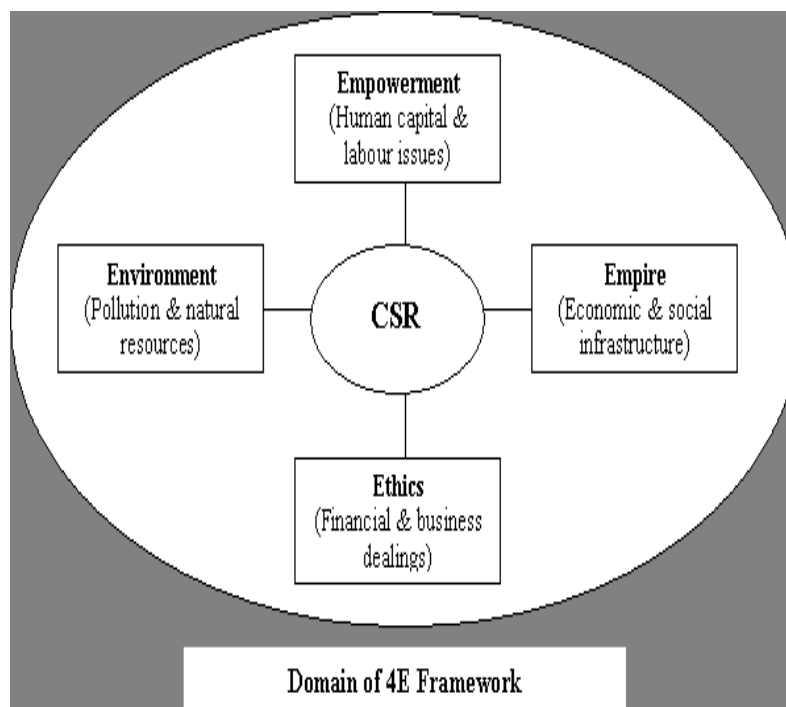 Empowerment
(Human capital &
labour issues)
Environment
(Pollution & natural
resources)
CSR
Empire
(Economic & social
infrastructure)
Ethics
(Financial & business
dealings)
Domain of 4E Framework